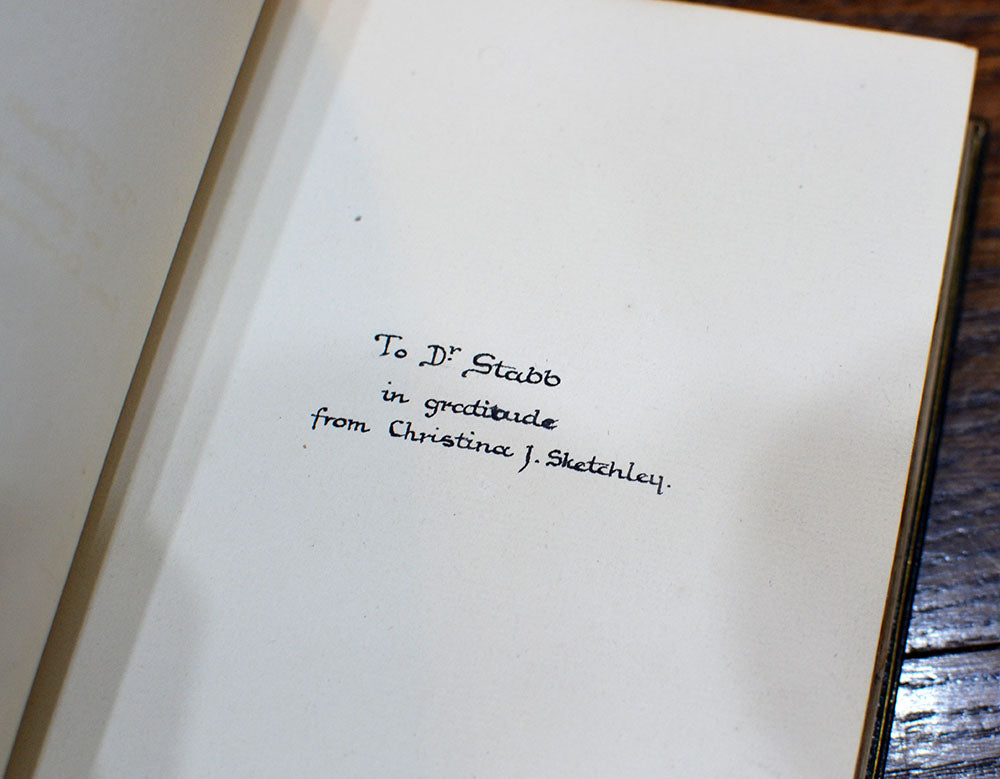 To Dr. Stabb
in gratitude
from Christina J. Sketchley.